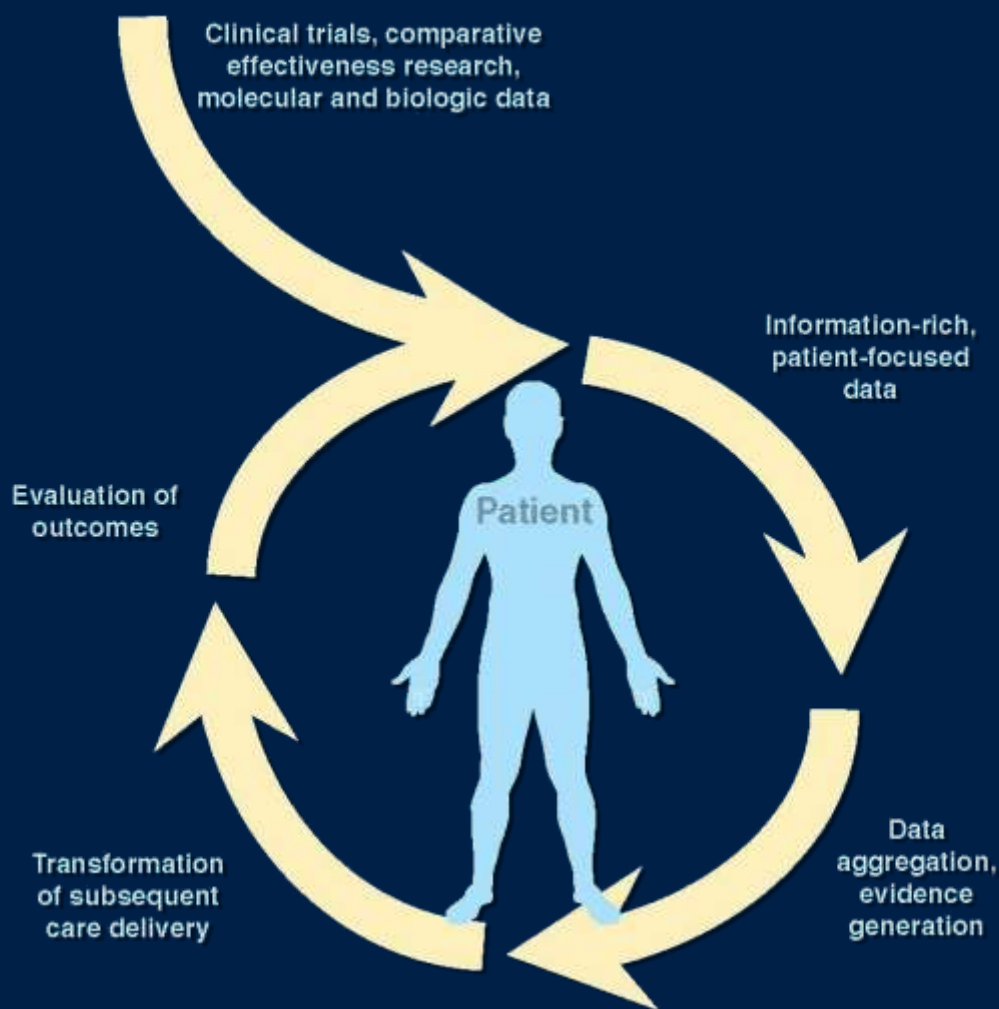 Clinical trials, comparative
effectiveness research,
molecular and biologic data
Information-rich,
patient-focused
data
Patient
Evaluation of
outcomes
Data
aggregation,
evidence
generation
Transformation
of subsequent
care delivery